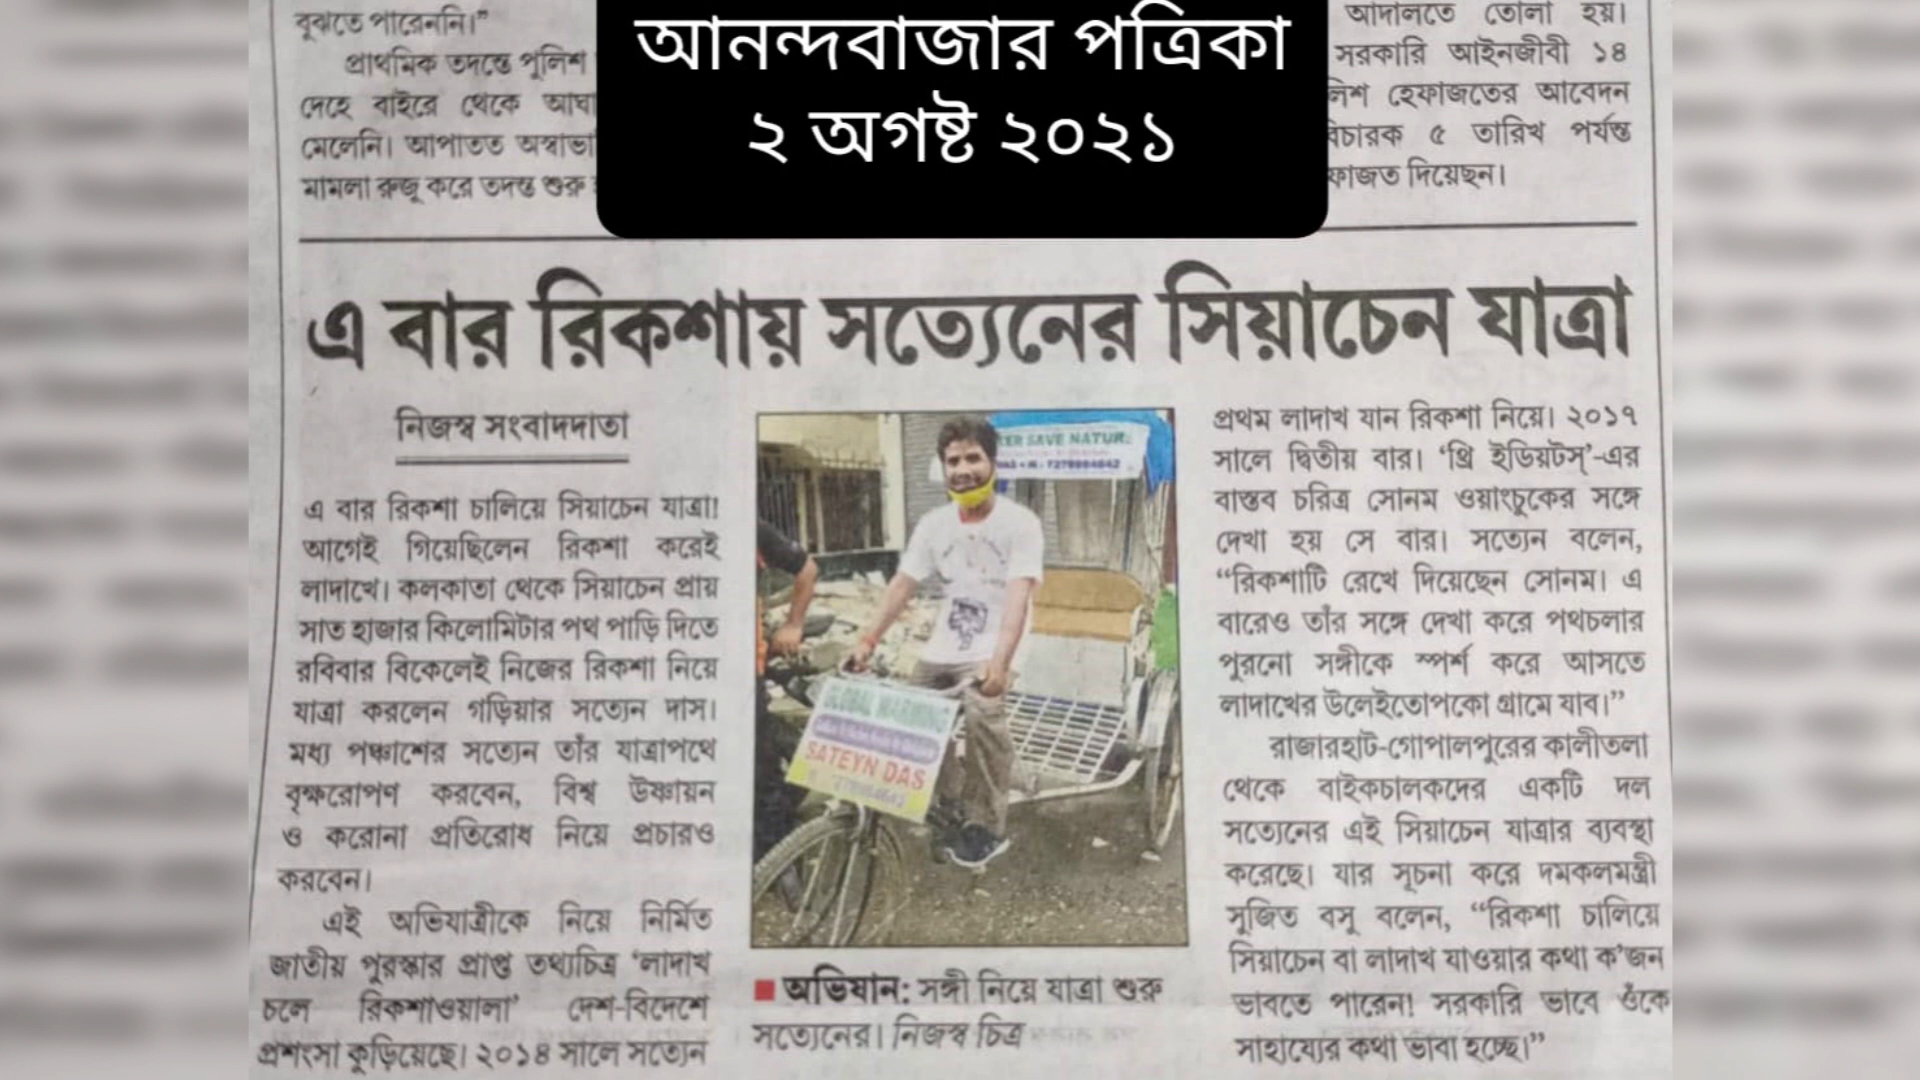 আনন্দবাজার পত্রিকা
২ অগষ্ট ২০২১
বুঝতে পারেননি।”
প্রাথমিক তদন্তে পুলিশ
দেহে বাইরে থেকে
মেলেনি। আপাতত
মামলা রুজু করে তদন্ত শুরু
আদালতে তোলা হয়।
সরকারি আইনজীবী ১৪
হেফাজতের আবেদন
৫ তারিখ পর্যন্ত
দিয়েছেন।
এ বার রিকশায় সত্যেনের সিয়াচেন যাত্রা
নিজস্ব সংবাদদাতা
এ বার রিকশা চালিয়ে সিয়াচেন যাত্রা!
আগেই গিয়েছিলেন রিকশা করেই
লাদাখে। কলকাতা থেকে সিয়াচেন প্রায়
সাত হাজার কিলোমিটার পথ পাড়ি দিতে
রবিবার বিকেলেই নিজের রিকশা নিয়ে
যাত্রা করলেন গড়িয়ার সত্যেন দাস।
মধ্য পঞ্চাশের সত্যেন তাঁর যাত্রাপথে
বৃক্ষরোপণ করবেন, বিশ্ব উষ্ণায়ন
ও করোনা প্রতিরোধ নিয়ে প্রচারও
করবেন।
এই অভিযাত্রীকে নিয়ে নির্মিত
জাতীয় পুরস্কার প্রাপ্ত তথ্যচিত্র ‘লাদাখ
চলে রিকশাওয়ালা’ দেশ-বিদেশে
প্রশংসা কুড়িয়েছে। ২০১৪ সালে সত্যেন
SAVE NATUR
GLOBAL WARMING
SATEYN DAS
অভিযান: সঙ্গী নিয়ে যাত্রা শুরু
সত্যেনের। নিজস্ব চিত্র
প্রথম লাদাখ যান রিকশা নিয়ে। ২০১৭
সালে দ্বিতীয় বার। ‘থ্রি ইডিয়টস্’-এর
বাস্তব চরিত্র সোনম ওয়াংচুকের সঙ্গে
দেখা হয় সে বার। সত্যেন বলেন,
“রিকশাটি রেখে দিয়েছেন সোনম। এ
বারেও তাঁর সঙ্গে দেখা করে পথচলার
পুরনো সঙ্গীকে স্পর্শ করে আসতে
লাদাখের উলেইতোপকো গ্রামে যাব।”
রাজারহাট-গোপালপুরের কালীতলা
থেকে বাইকচালকদের একটি দল
সত্যেনের এই সিয়াচেন যাত্রার ব্যবস্থা
করেছে। যার সূচনা করে দমকলমন্ত্রী
সুজিত বসু বলেন, “রিকশা চালিয়ে
সিয়াচেন বা লাদাখ যাওয়ার কথা ক’জন
ভাবতে পারেন! সরকারি ভাবে ওঁকে
সাহায্যের কথা ভাবা হচ্ছে।”